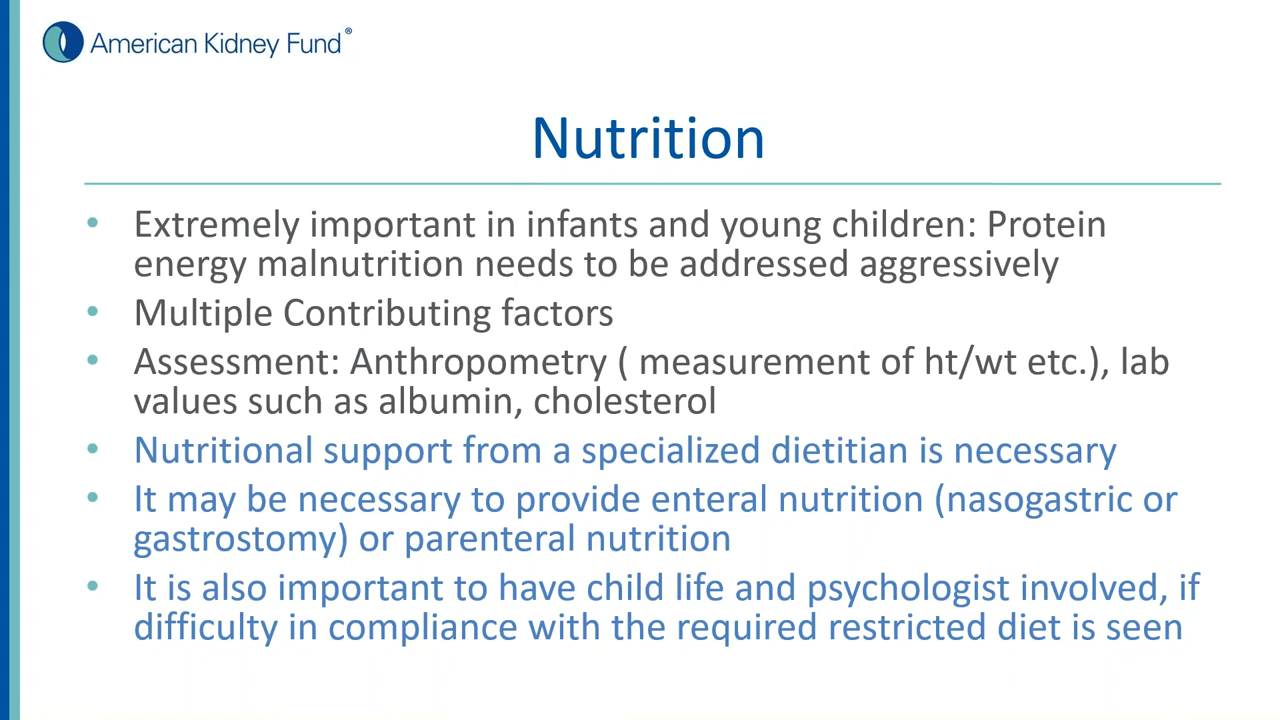 American Kidney Fund®
Nutrition
• Extremely important in infants and young children: Protein
energy malnutrition needs to be addressed aggressively
• Multiple Contributing factors
• Assessment: Anthropometry ( measurement of ht/wt etc.), lab
values such as albumin, cholesterol
• Nutritional support from a specialized dietitian is necessary
• It may be necessary to provide enteral nutrition (nasogastric or
gastrostomy) or parenteral nutrition
• It is also important to have child life and psychologist involved, if
difficulty in compliance with the required restricted diet is seen